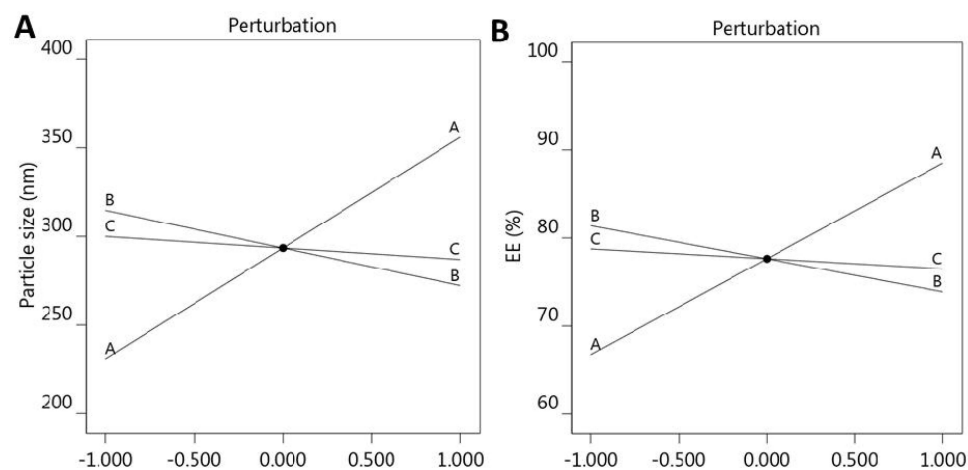 A
Perturbation
400
350
300
250
200
Particle size (nm)
A
B
C
C
B
A
-1.000 -0.500 0.000 0.500 1.000
B
Perturbation
100
90
80
70
60
EE (%)
A
B
C
C
B
A
-1.000 -0.500 0.000 0.500 1.000